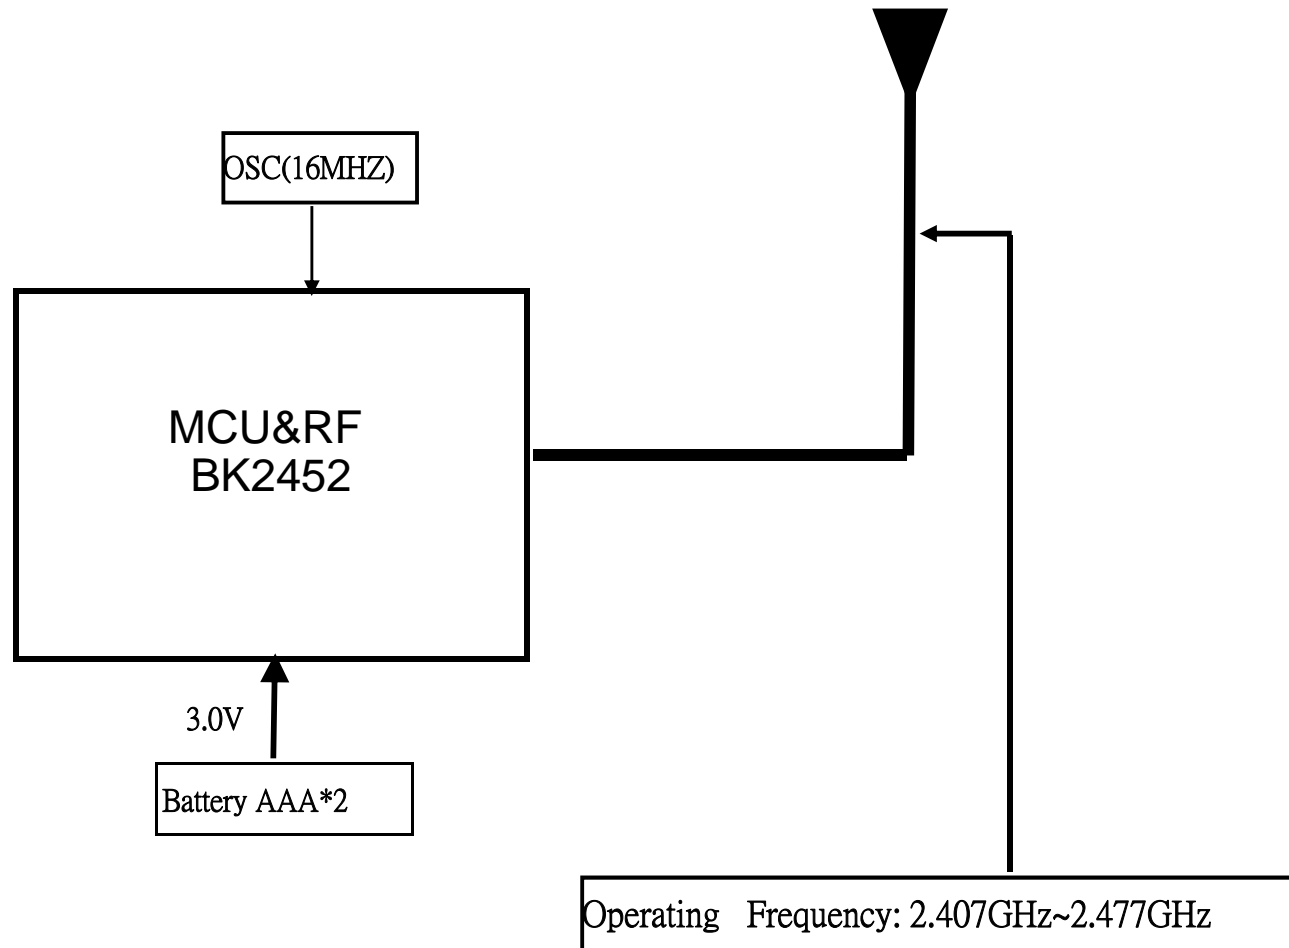 OSC(16MHZ)
MCU&RF
BK2452
3.0V
Battery AAA*2
Operating Frequency: 2.407GHz~2.477GHz